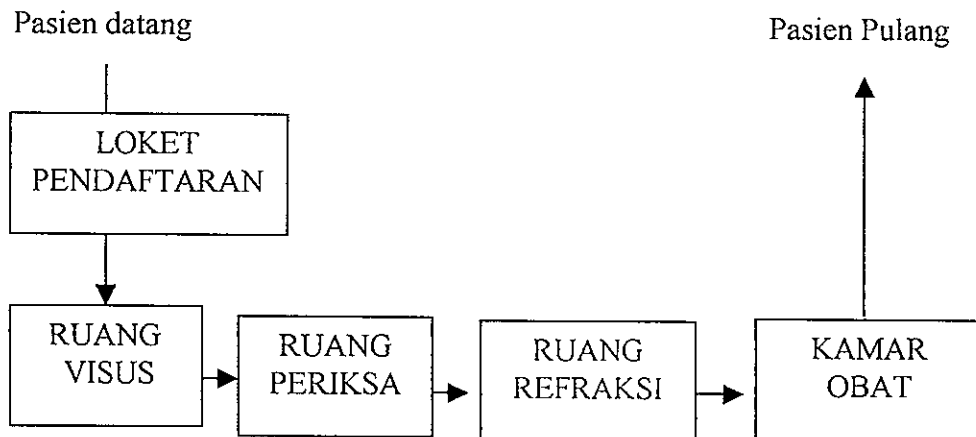 Pasien datang
Pasien Pulang
LOKET
PENDAFTARAN
RUANG
VISUS
RUANG
PERIKSA
RUANG
REFRAKSI
KAMAR
OBAT